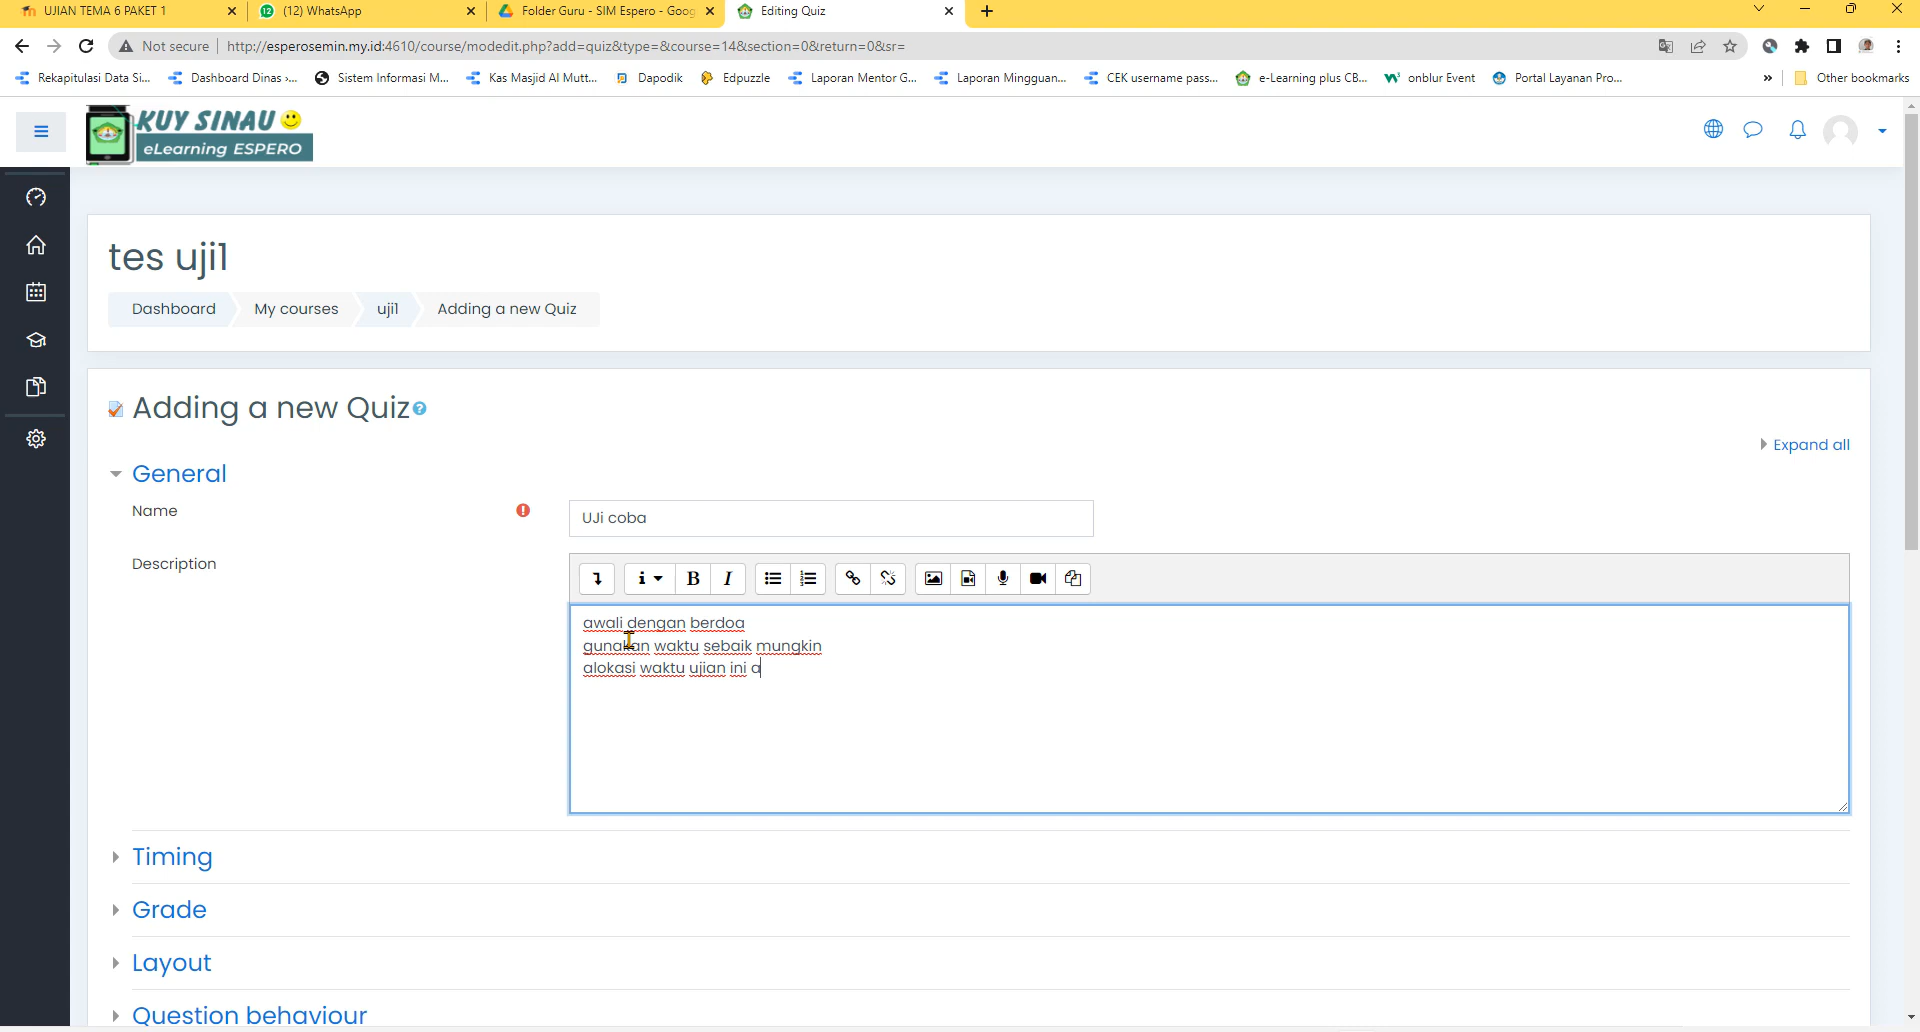 UJIAN TEMA 6 PAKET 1
12 (12) WhatsApp
Folder Guru - SIM Espero - Goog
Editing Quiz
Not secure http://esperosemin.my.id:4610/course/modedit.php?add=quiz&type=&course=14&section=0&return=0&sr=
Rekapitulasi Data Si... Dashboard Dinas ›... Sistem Informasi M... Kas Masjid Al Mutt... Dapodik Edpuzzle Laporan Mentor G... Laporan Mingguan... CEK username pass... e-Learning plus CB... onblur Event Portal Layanan Pro... » Other bookmarks
KUY SINAU
eLearning ESPERO
tes uji1
Dashboard My courses uji1 Adding a new Quiz
Adding a new Quiz
Expand all
General
Name
UJi coba
Description
i B I
awali dengan berdoa
gunakan waktu sebaik mungkin
alokasi waktu ujian ini a
Timing
Grade
Layout
Question behaviour